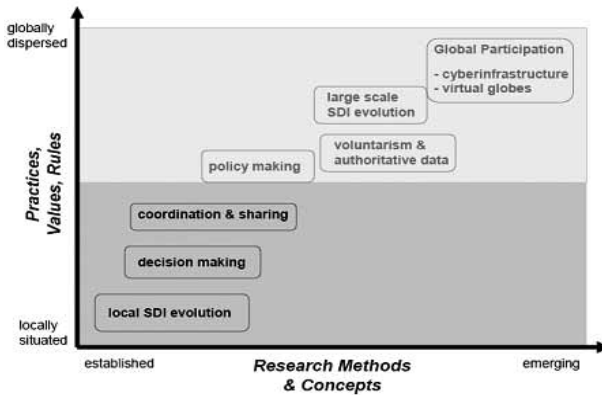 globally
dispersed
Global Participation
- cyberinfrastructure
- virtual globes
large scale
SDI evolution
voluntarism &
authoritative data
policy making
Practices,
Values, Rules
coordination & sharing
decision making
local SDI evolution
locally
situated
established
Research Methods
& Concepts
emerging